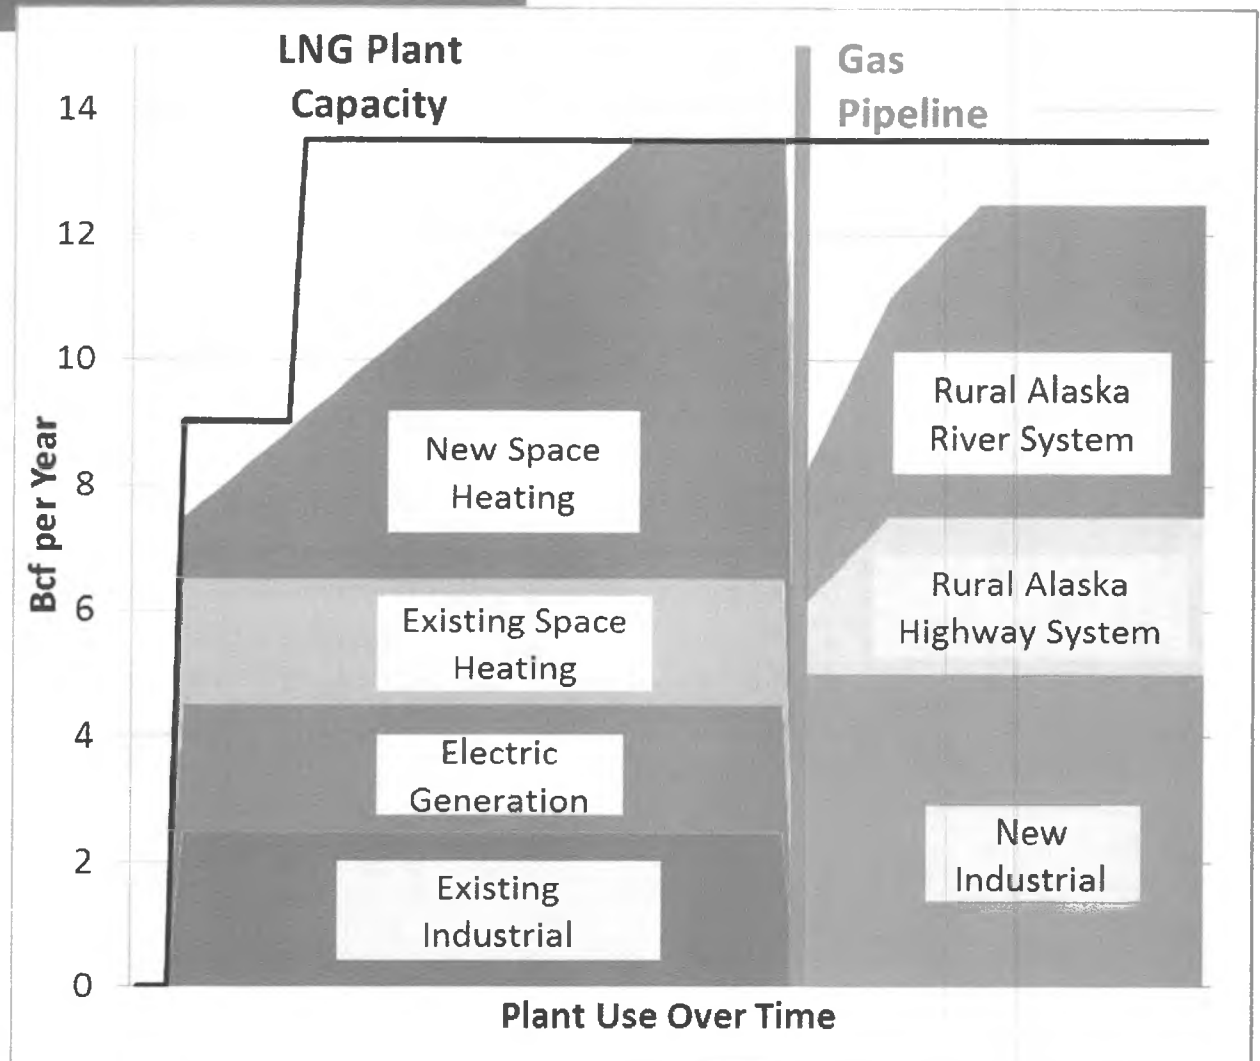 LNG Plant
Capacity
Gas
Pipeline
14
12
10
8
6
4
2
0
Bcf per Year
New Space
Heating
Existing Space
Heating
Electric
Generation
Existing
Industrial
Rural Alaska
River System
Rural Alaska
Highway System
New
Industrial
Plant Use Over Time